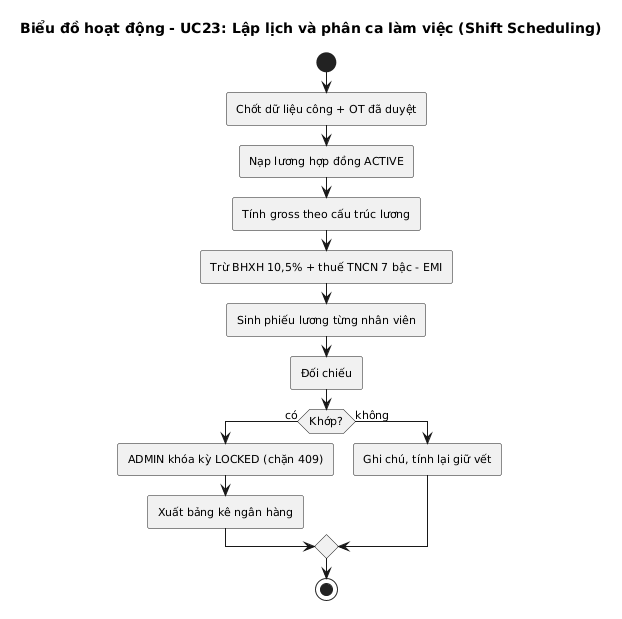 Biểu đồ hoạt động - UC23: Lập lịch và phân ca làm việc (Shift Scheduling)
Chốt dữ liệu công + OT đã duyệt
Nạp lương hợp đồng ACTIVE
Tính gross theo cấu trúc lương
Trừ BHXH 10,5% + thuế TNCN 7 bậc - EMI
Sinh phiếu lương từng nhân viên
Đối chiếu
Khớp?
có
không
ADMIN khóa kỳ LOCKED (chặn 409)
Ghi chú, tính lại giữ vết
Xuất bảng kê ngân hàng